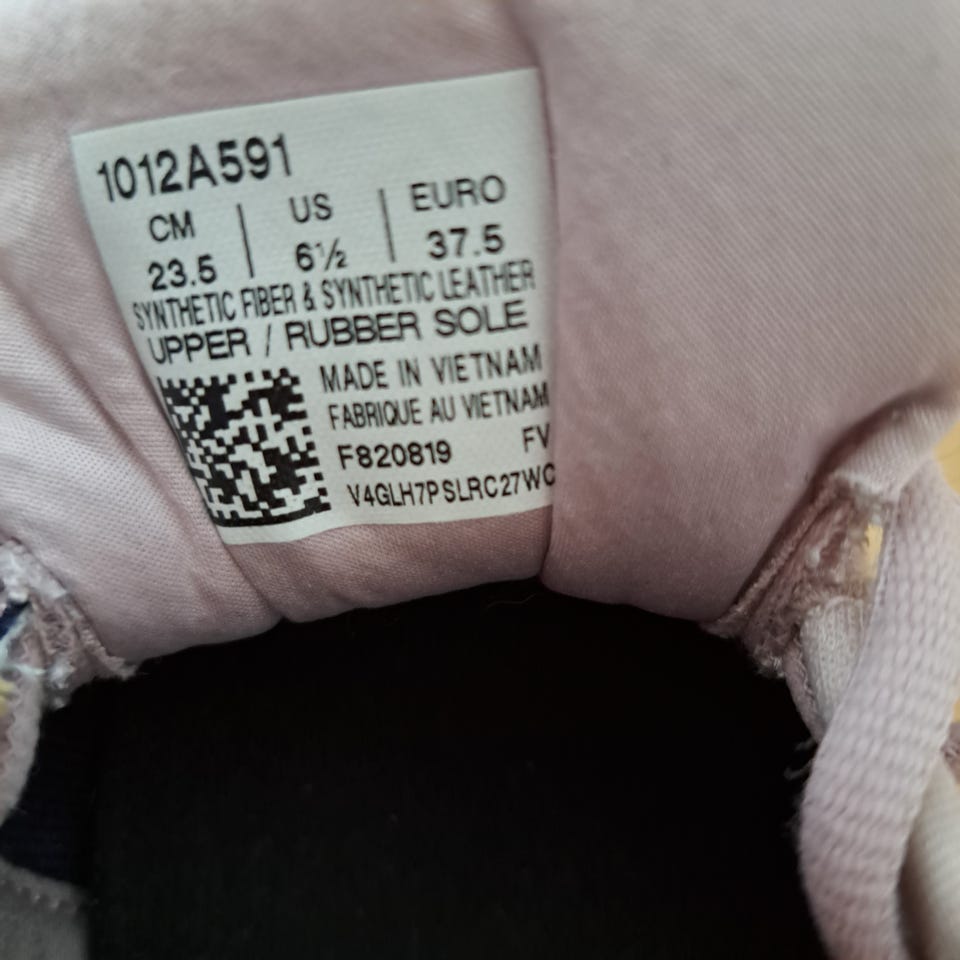 1012A591
CM | US | EURO
23.5 | 6½ | 37.5
SYNTHETIC FIBER & SYNTHETIC LEATHER
UPPER / RUBBER SOLE
MADE IN VIETNAM
FABRIQUE AU VIETNAM
F820819 FV
V4GLH7PSLRC27WC